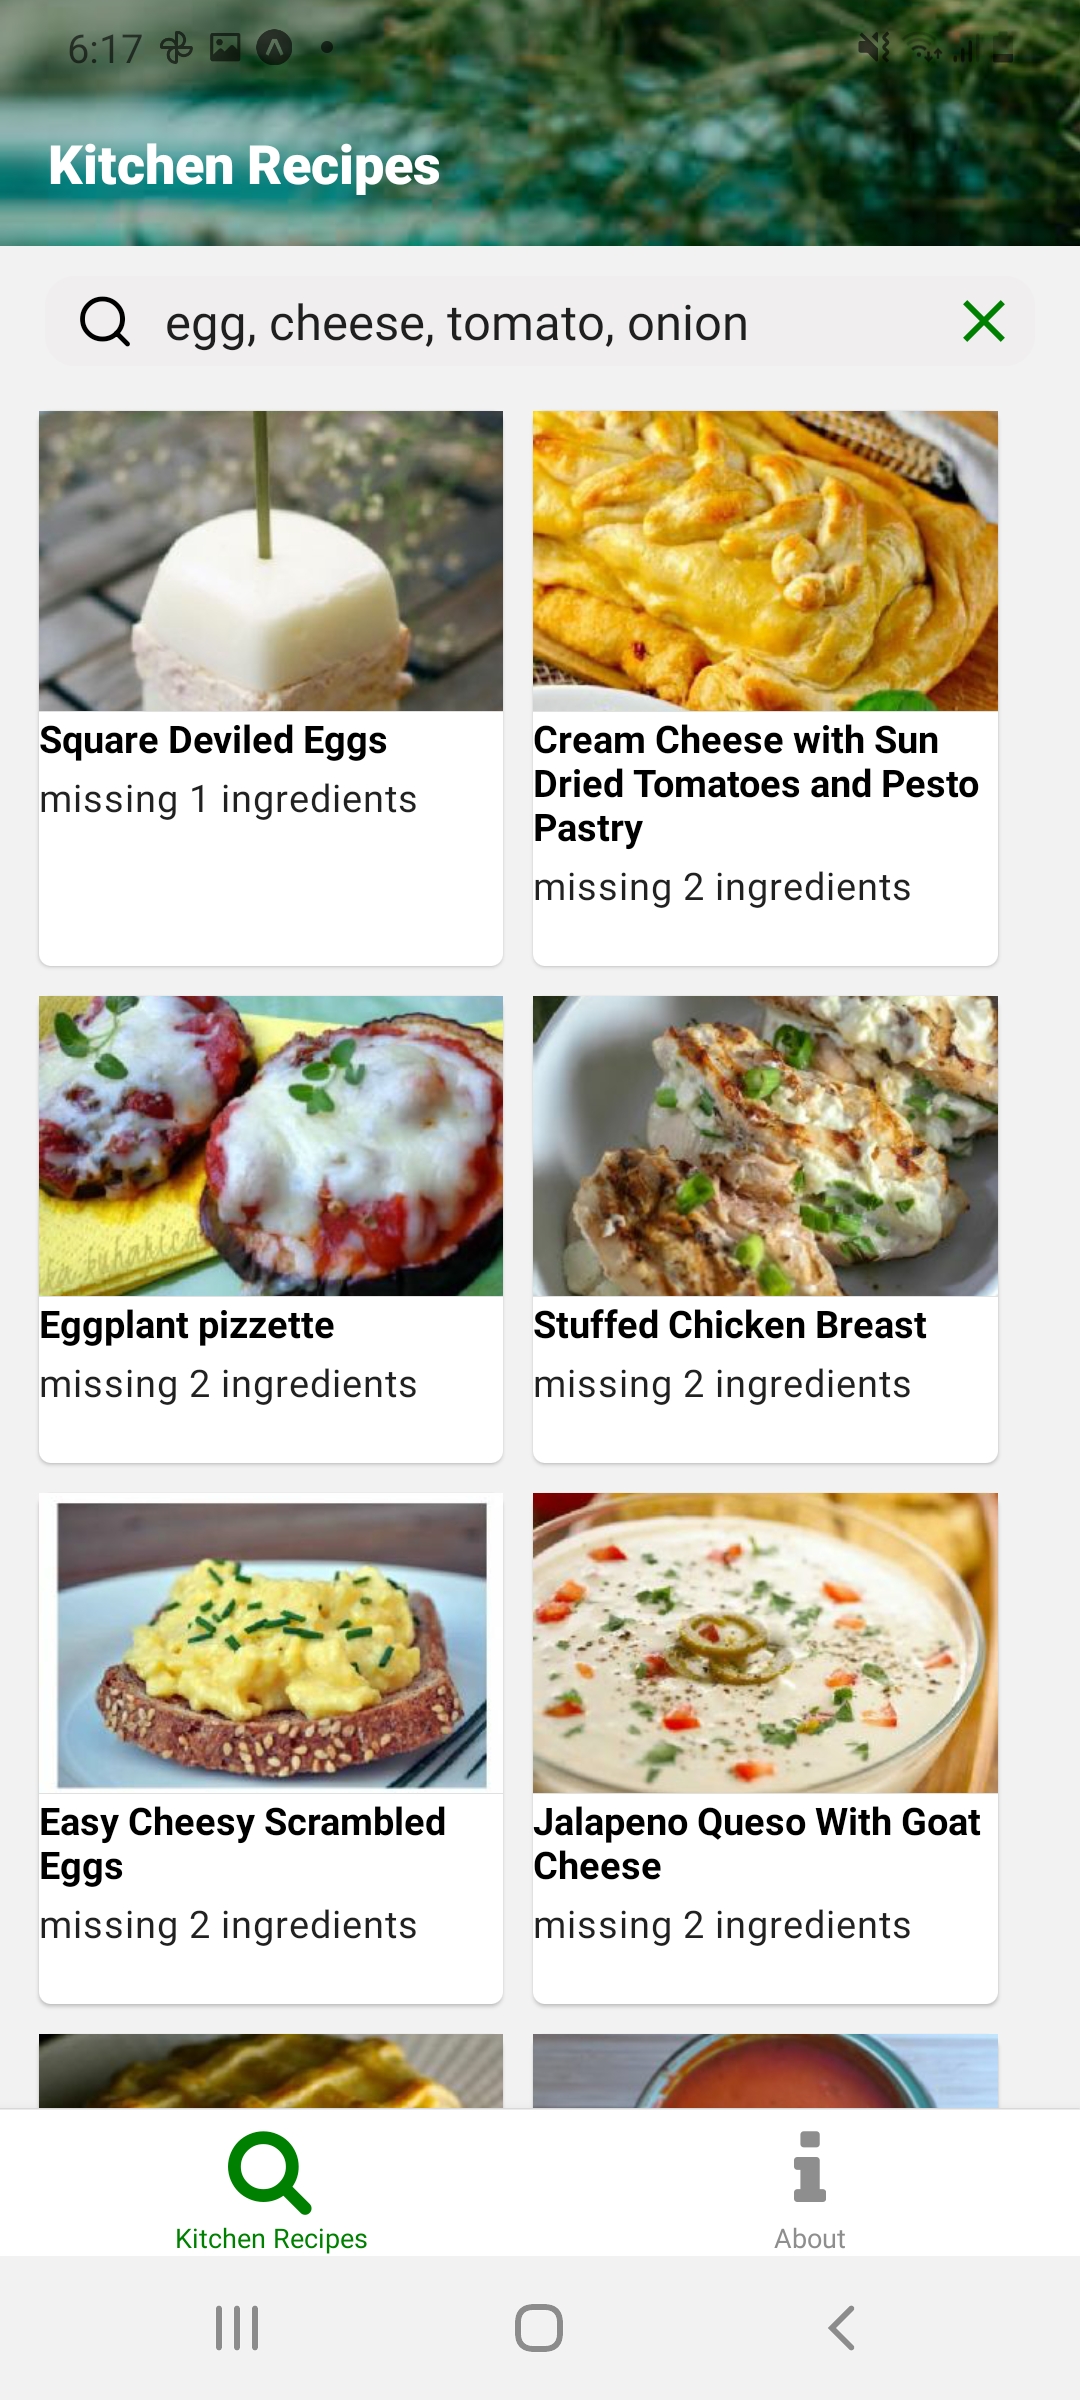 6:17
Kitchen Recipes
egg, cheese, tomato, onion
Square Deviled Eggs
missing 1 ingredients
Cream Cheese with Sun
Dried Tomatoes and Pesto
Pastry
missing 2 ingredients
Eggplant pizzette
missing 2 ingredients
Stuffed Chicken Breast
missing 2 ingredients
Easy Cheesy Scrambled
Eggs
missing 2 ingredients
Jalapeno Queso With Goat
Cheese
missing 2 ingredients
Kitchen Recipes
About